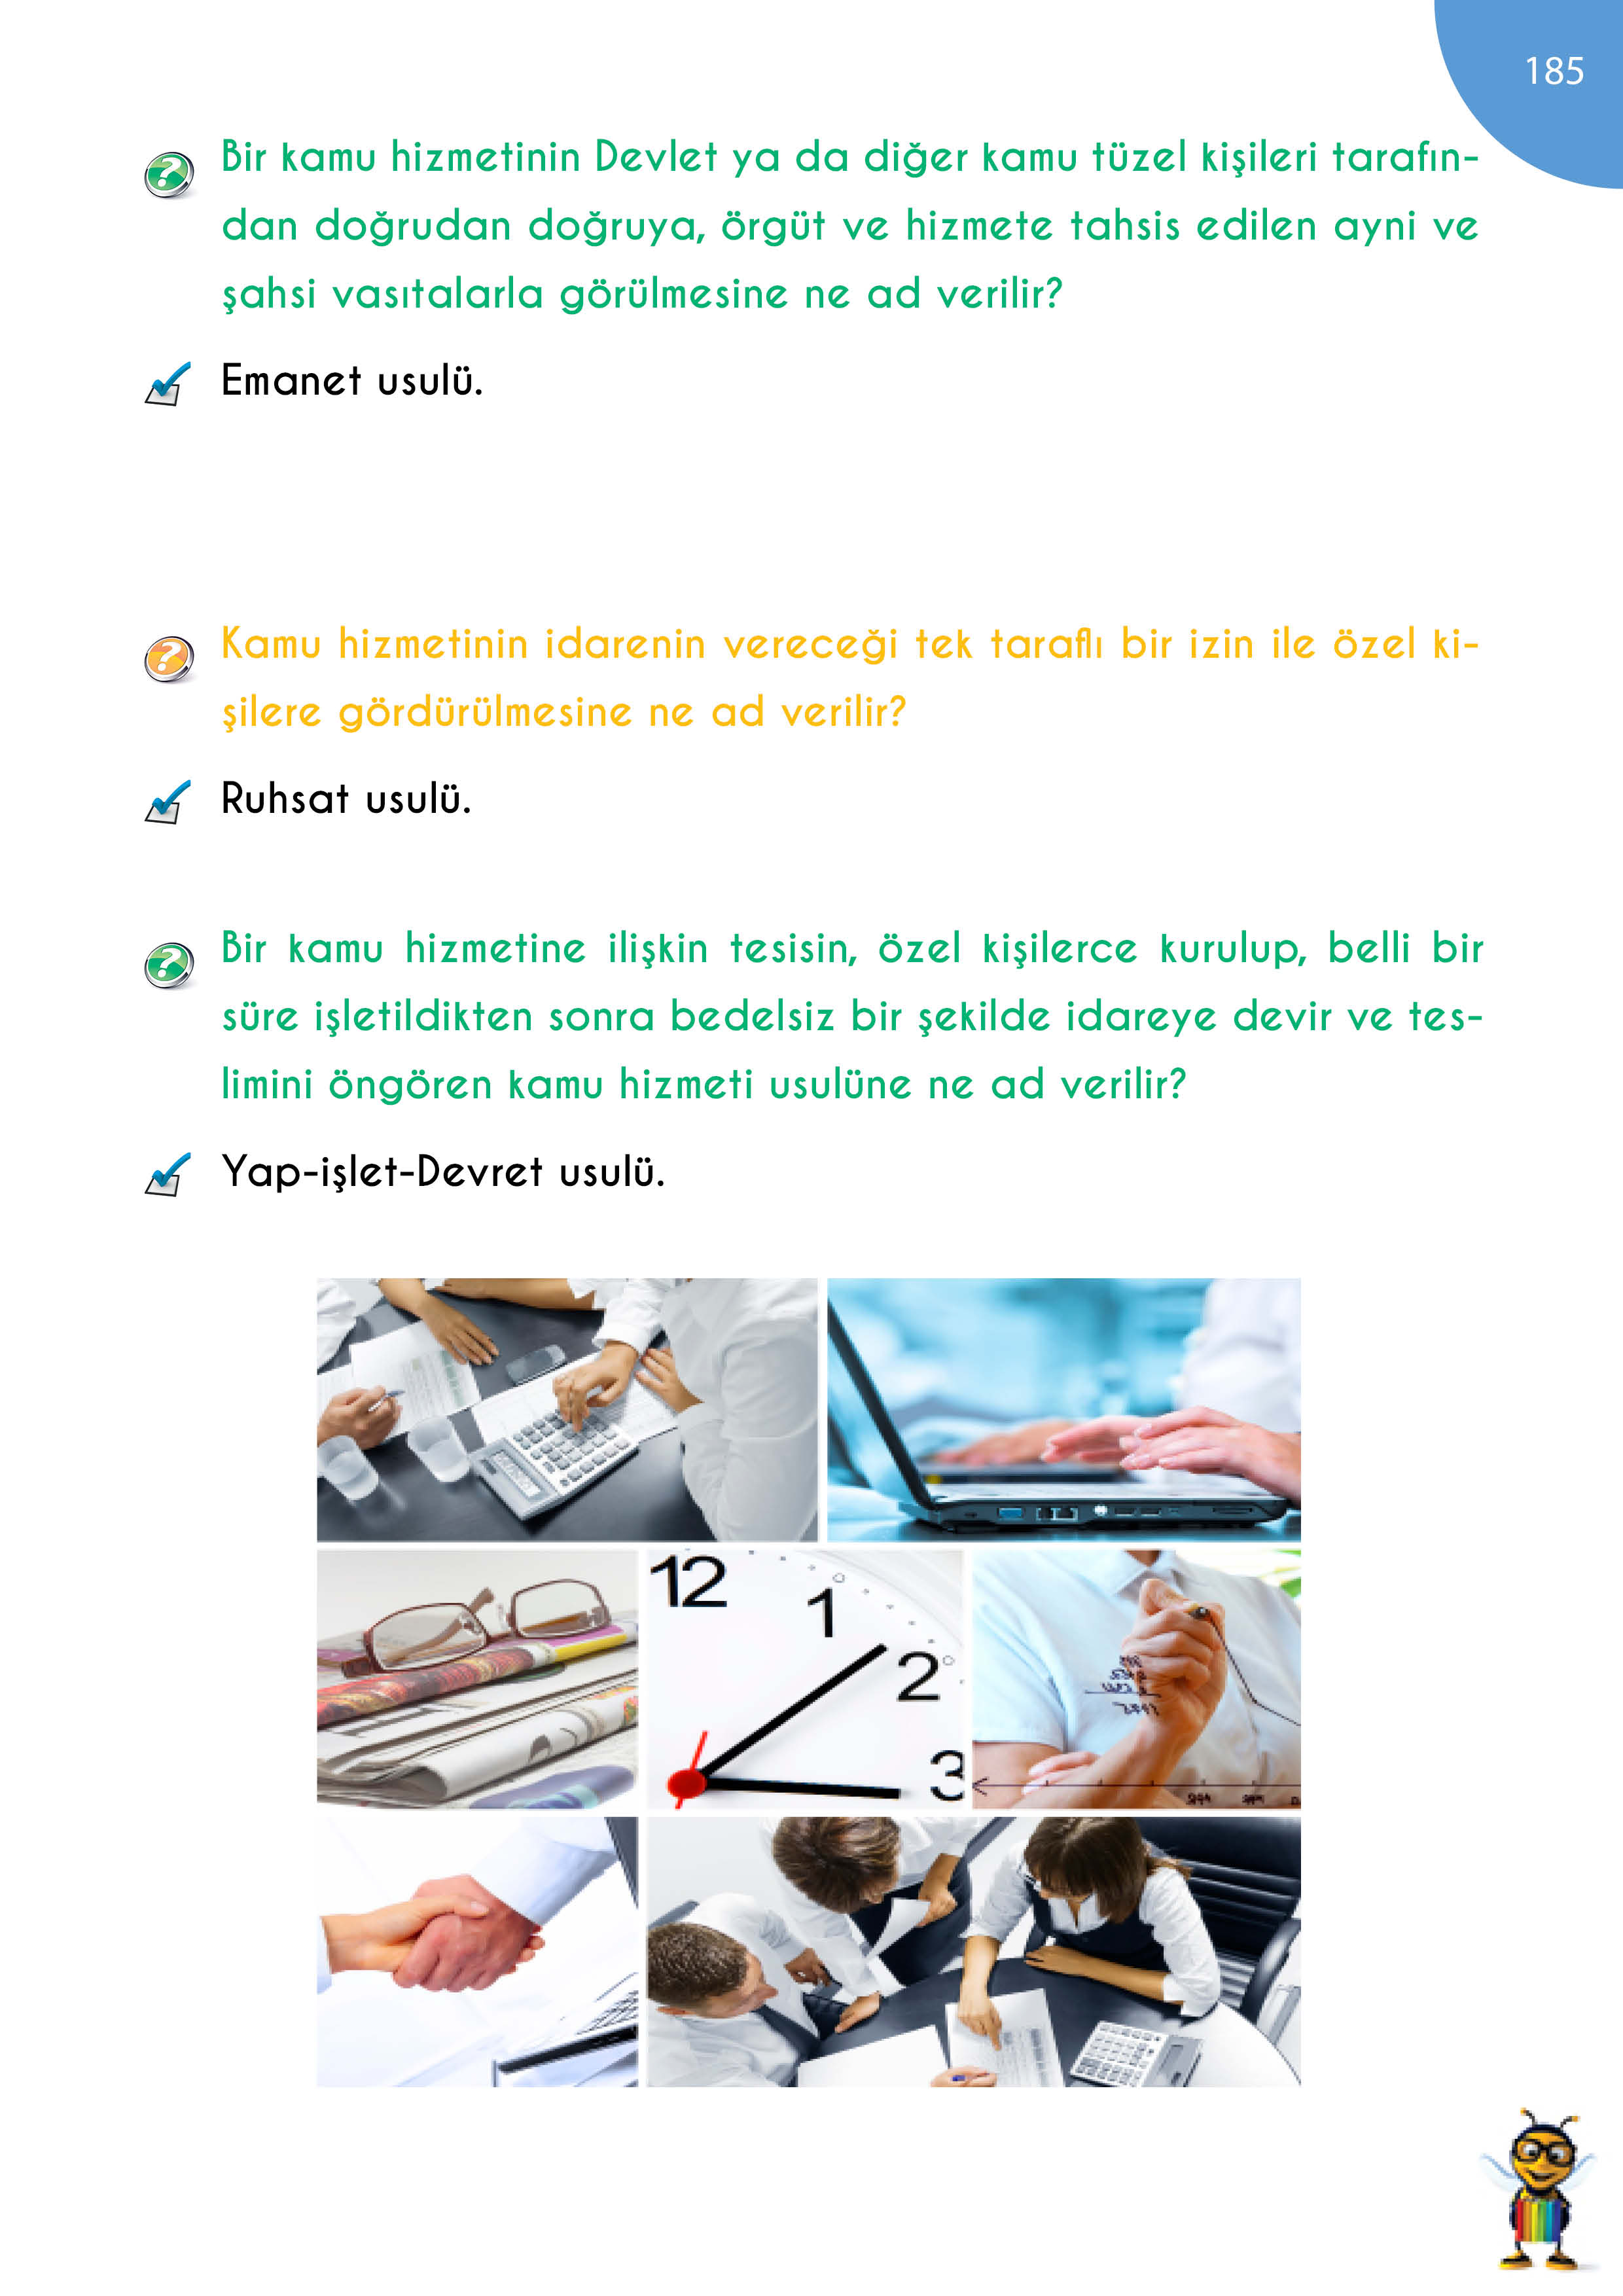 185
Bir kamu hizmetinin Devlet ya da diğer kamu tüzel kişileri tarafın-
dan doğrudan doğruya, örgüt ve hizmete tahsis edilen ayni ve
şahsi vasıtalarla görülmesine ne ad verilir?
Emanet usulü.
Kamu hizmetinin idarenin vereceği tek taraflı bir izin ile özel ki-
şilere gördürülmesine ne ad verilir?
Ruhsat usulü.
Bir kamu hizmetine ilişkin tesisin, özel kişilerce kurulup, belli bir
süre işletildikten sonra bedelsiz bir şekilde idareye devir ve tes-
limini öngören kamu hizmeti usulüne ne ad verilir?
Yap-işlet-Devret usulü.
12
1
2
3